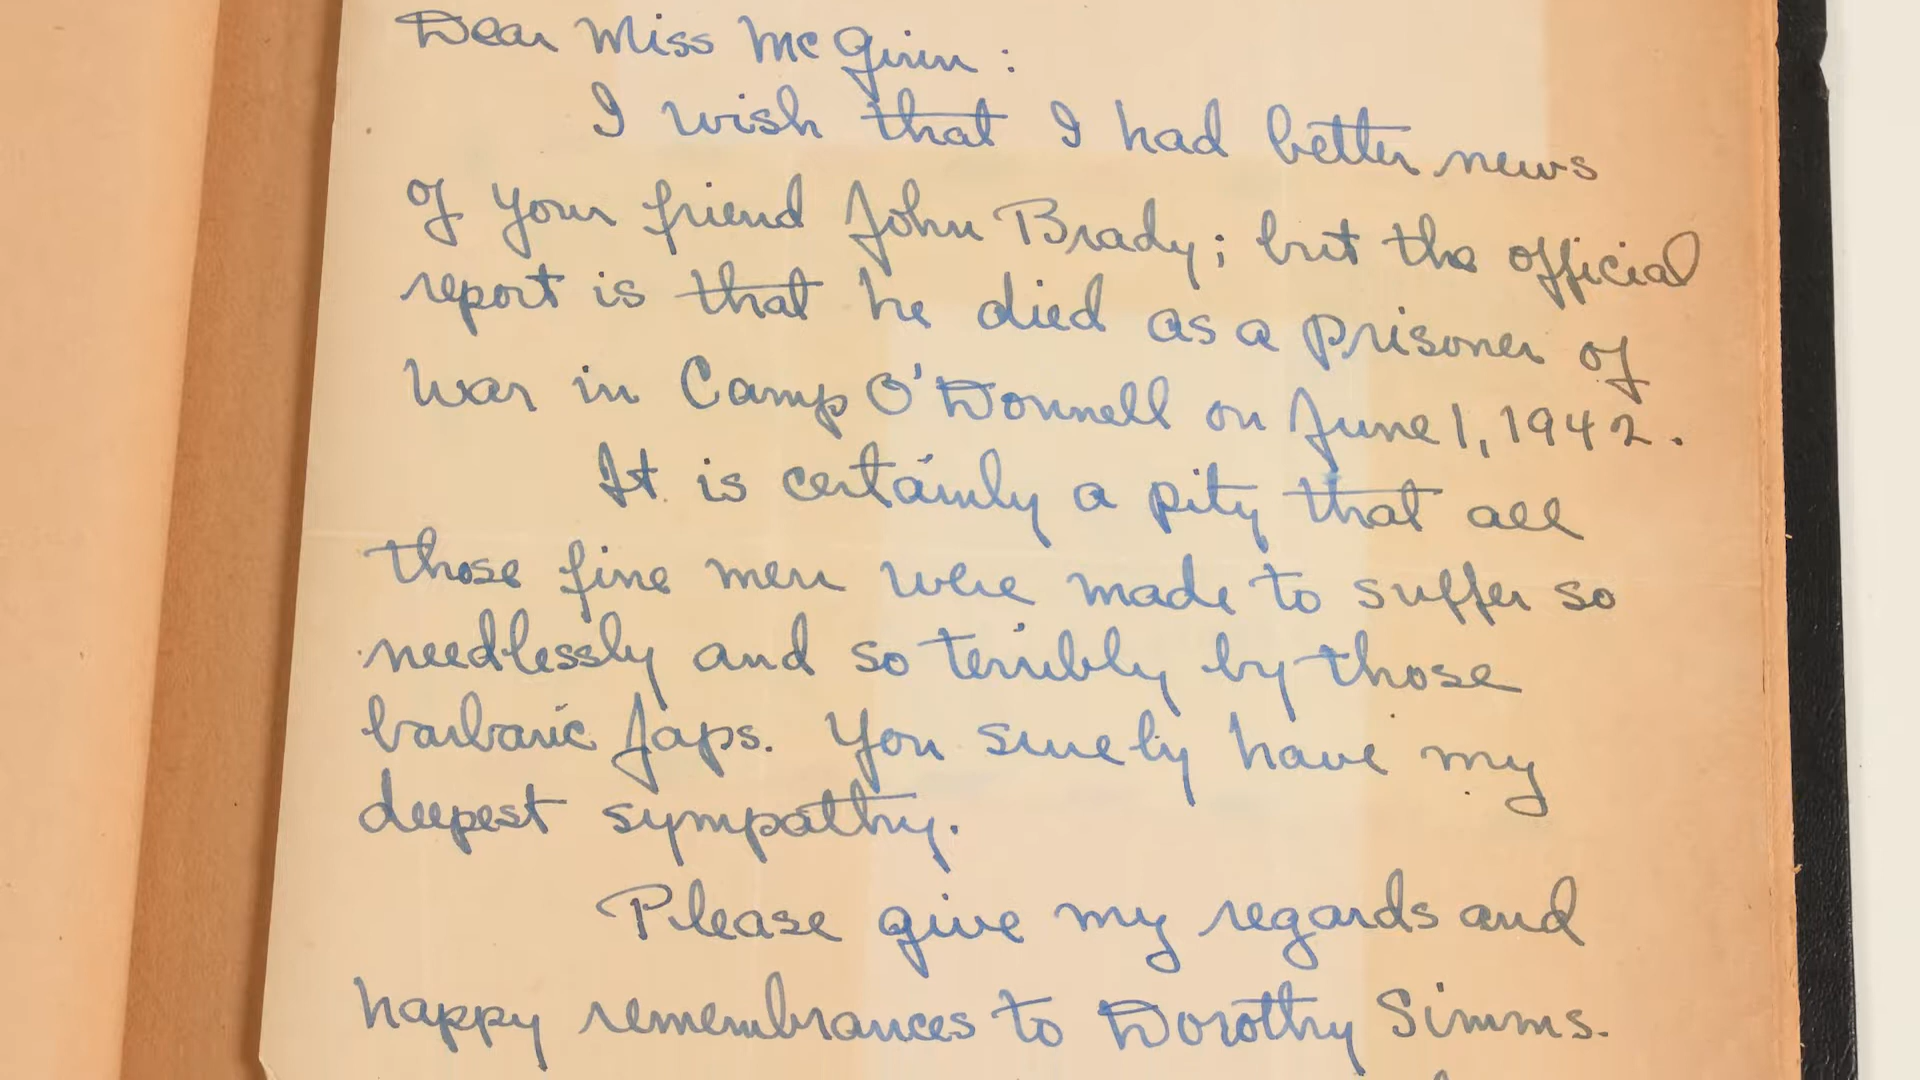 Dear Miss McGinn:
I wish that I had better news
of your friend John Brady; but the official
report is that he died as a prisoner of
war in Camp O'Donnell on June 1, 1942.
It is certainly a pity that all
those fine men were made to suffer so
needlessly and so terribly by those
barbaric Japs. You surely have my
deepest sympathy.
Please give my regards and
happy remembrances to Dorothy Simms.